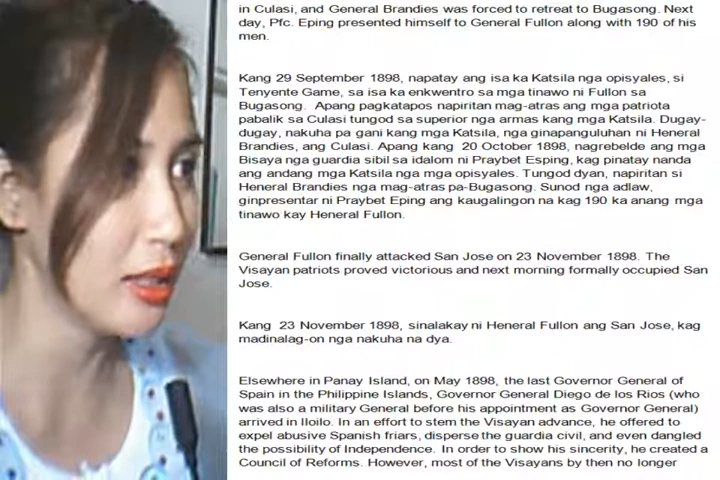 in Culasi, and General Brandies was forced to retreat to Bugasong. Next
day, Pfc. Eping presented himself to General Fullon along with 190 of his
men.
Kang 29 September 1898, napatay ang isa ka Katsila nga opisyales, si
Tenyente Game, sa isa ka enkwentro sa mga tinawo ni Fullon sa
Bugasong. Apang pagkatapos napiritan mag-atras ang mga patriota
pabalik sa Culasi tungod sa superior nga armas kang mga Katsila. Dugay-
dugay, nakuha pa gani kang mga Katsila, nga ginapanguluhan ni Heneral
Brandies, ang Culasi. Apang kang 20 October 1898, nagrebelde ang mga
Bisaya nga guardia sibil sa idalom ni Praybet Esping, kag pinatay nanda
ang andang mga Katsila nga mga opisyales. Tungod dyan, napiritan si
Heneral Brandies nga mag-atras pa-Bugasong. Sunod nga adlaw,
ginpresentar ni Praybet Eping ang kaugalingon na kag 190 ka anang mga
tinawo kay Heneral Fullon.
General Fullon finally attacked San Jose on 23 November 1898. The
Visayan patriots proved victorious and next morning formally occupied San
Jose.
Kang 23 November 1898, sinalakay ni Heneral Fullon ang San Jose, kag
madinalag-on nga nakuha na dya.
Elsewhere in Panay Island, on May 1898, the last Governor General of
Spain in the Philippine Islands, Governor General Diego de los Rios (who
was also a military General before his appointment as Governor General)
arrived in Iloilo. In an effort to stem the Visayan advance, he offered to
expel abusive Spanish friars, disperse the guardia civil, and even dangled
the possibility of Independence. In order to show his sincerity, he created a
Council of Reforms. However, most of the Visayans by then no longer